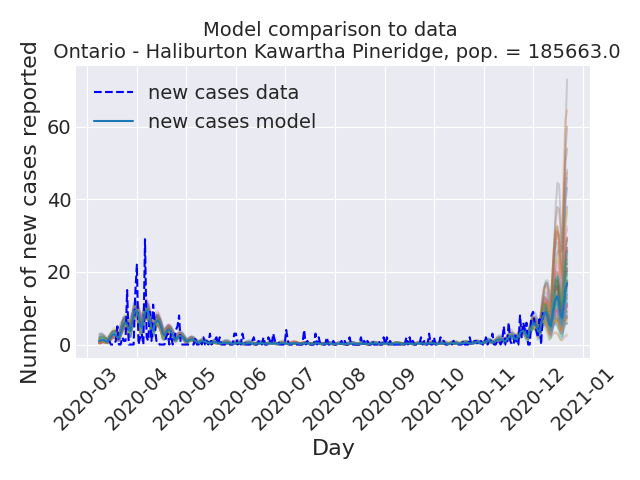 Model comparison to data
Ontario - Haliburton Kawartha Pineridge, pop. = 185663.0
Number of new cases reported
new cases data
new cases model
60
40
20
0
2020-03
2020-04
2020-05
2020-06
2020-07
2020-08
2020-09
2020-10
2020-11
2020-12
2021-01
Day